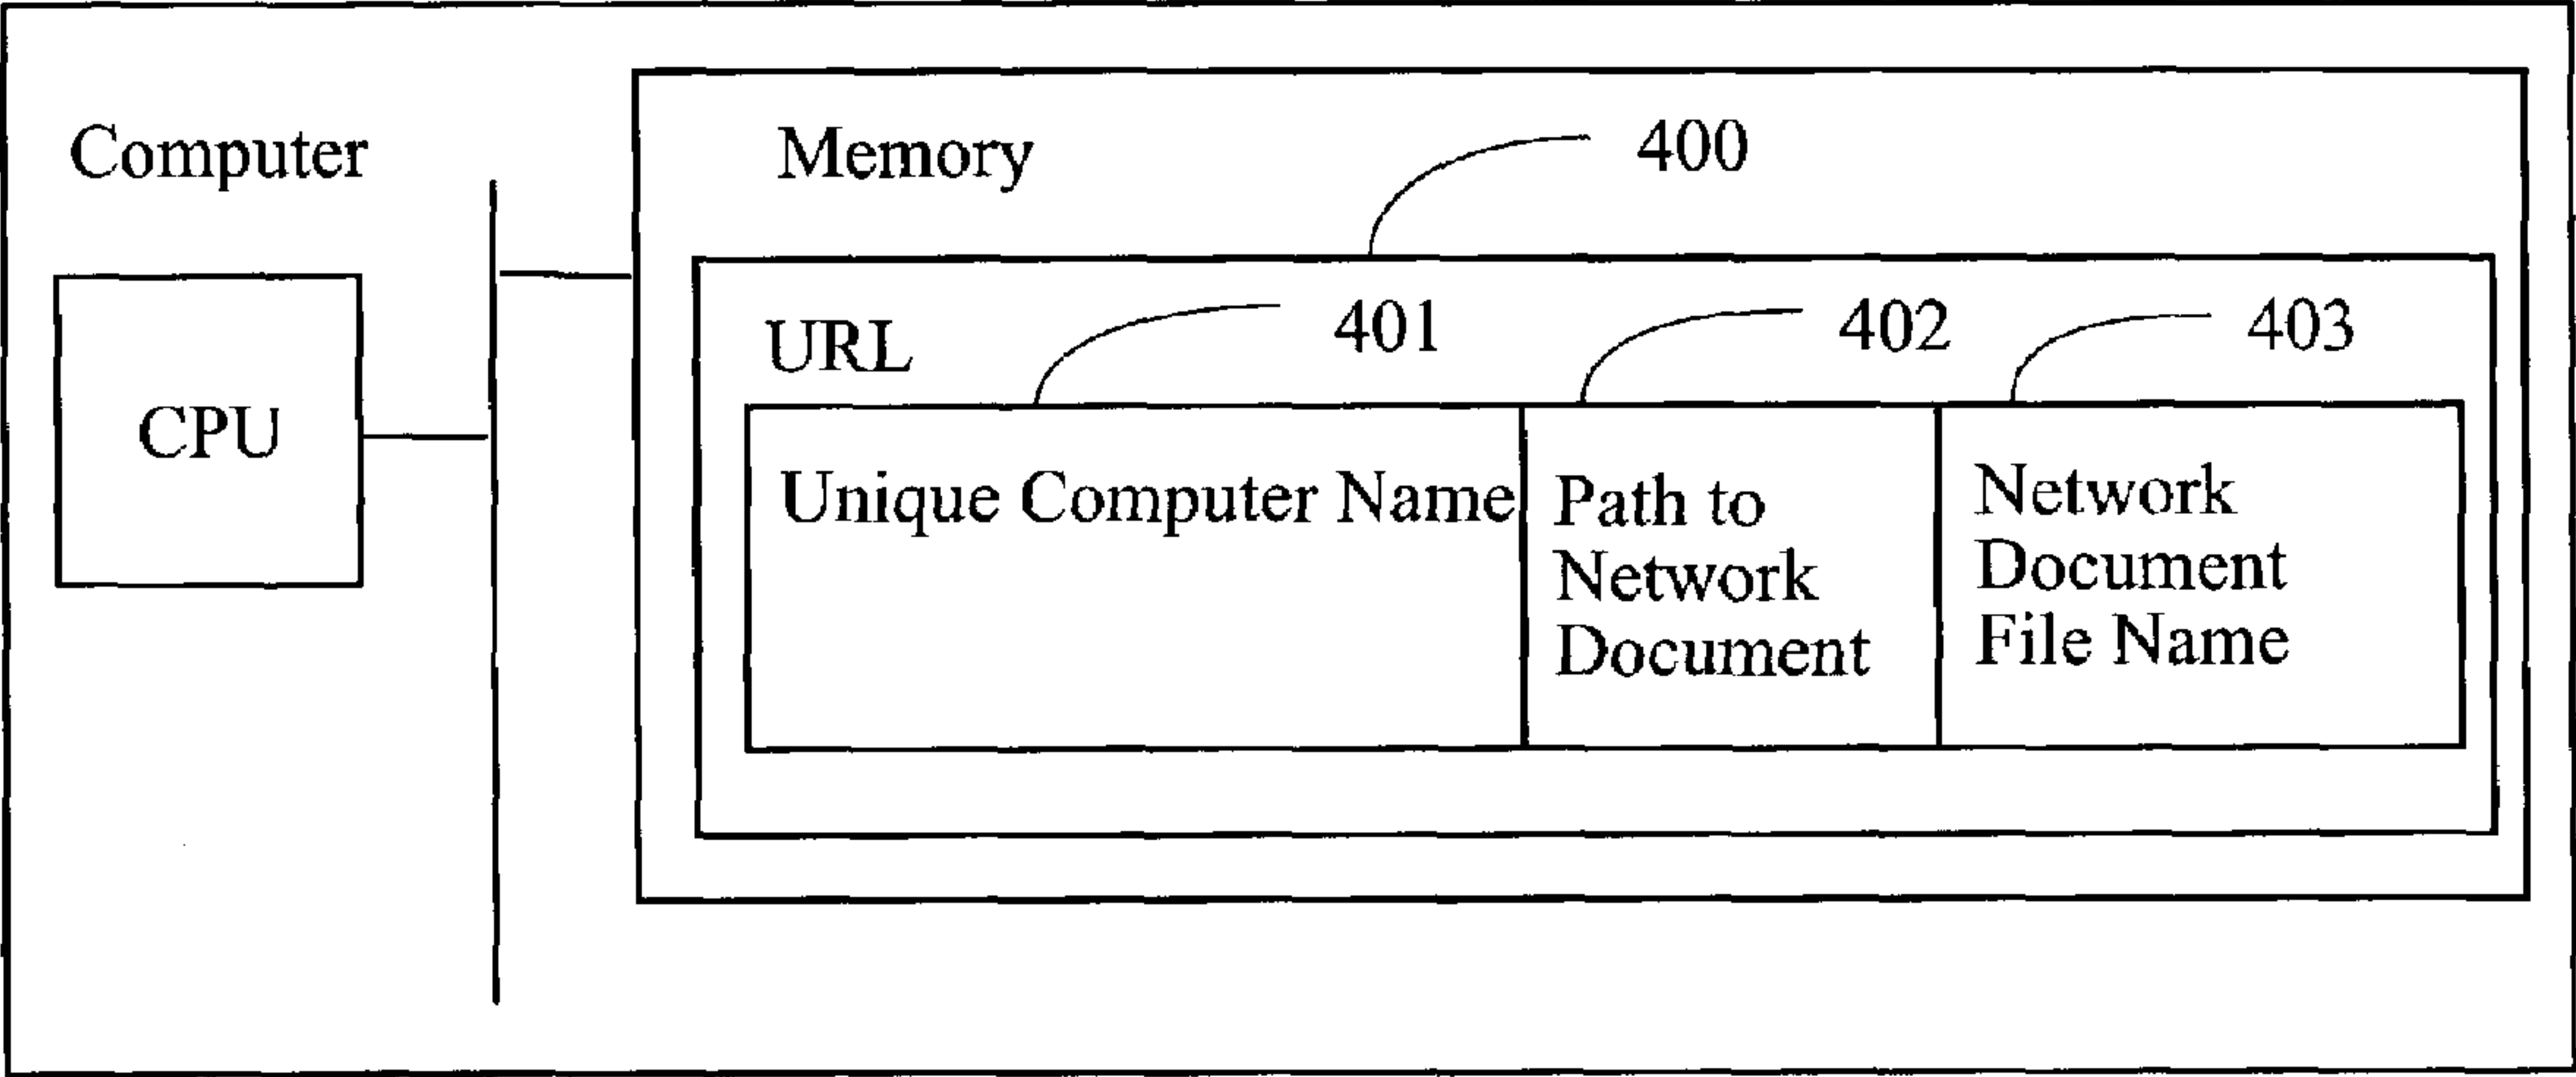 Computer
Memory
400
CPU
URL
401
402
403
Unique Computer Name
Path to
Network
Document
Network
Document
File Name